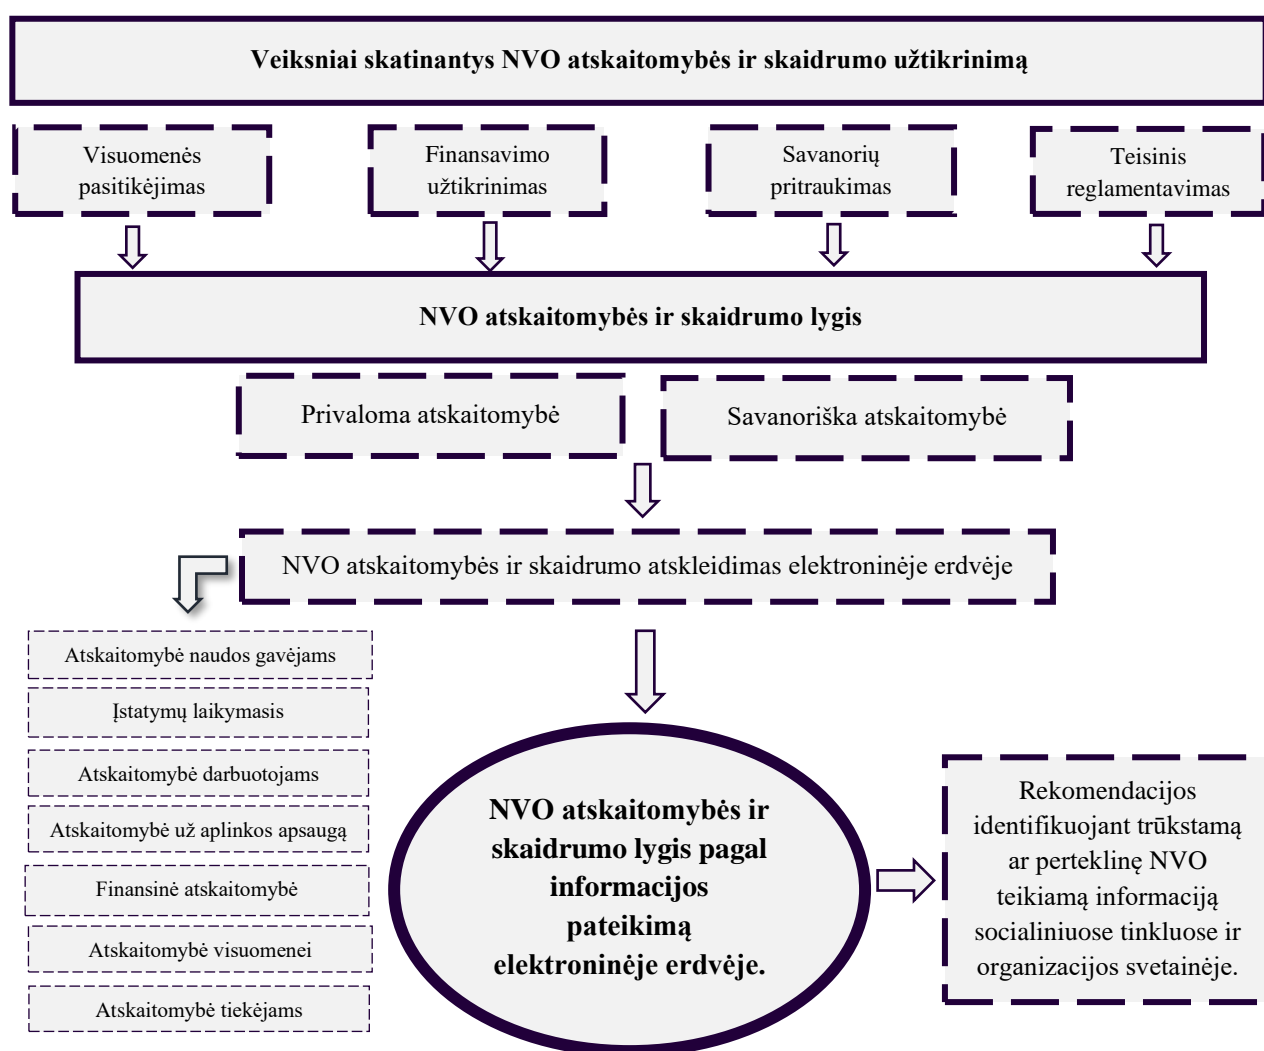 Veiksniai skatinantys NVO atskaitomybės ir skaidrumo užtikrinimą
Visuomenės
pasitikėjimas
Finansavimo
užtikrinimas
Savanorių
pritraukimas
Teisinis
reglamentavimas
NVO atskaitomybės ir skaidrumo lygis
Privaloma atskaitomybė
Savanoriška atskaitomybė
NVO atskaitomybės ir skaidrumo atskleidimas elektroninėje erdvėje
Atskaitomybė naudos gavėjams
Įstatymų laikymasis
Atskaitomybė darbuotojams
Atskaitomybė už aplinkos apsaugą
Finansinė atskaitomybė
Atskaitomybė visuomenei
Atskaitomybė tiekėjams
NVO atskaitomybės ir
skaidrumo lygis pagal
informacijos
pateikimą
elektroninėje erdvėje.
Rekomendacijos
identifikuojant trūkstamą
ar perteklinę NVO
teikiamą informaciją
socialiniuose tinkluose ir
organizacijos svetainėje.